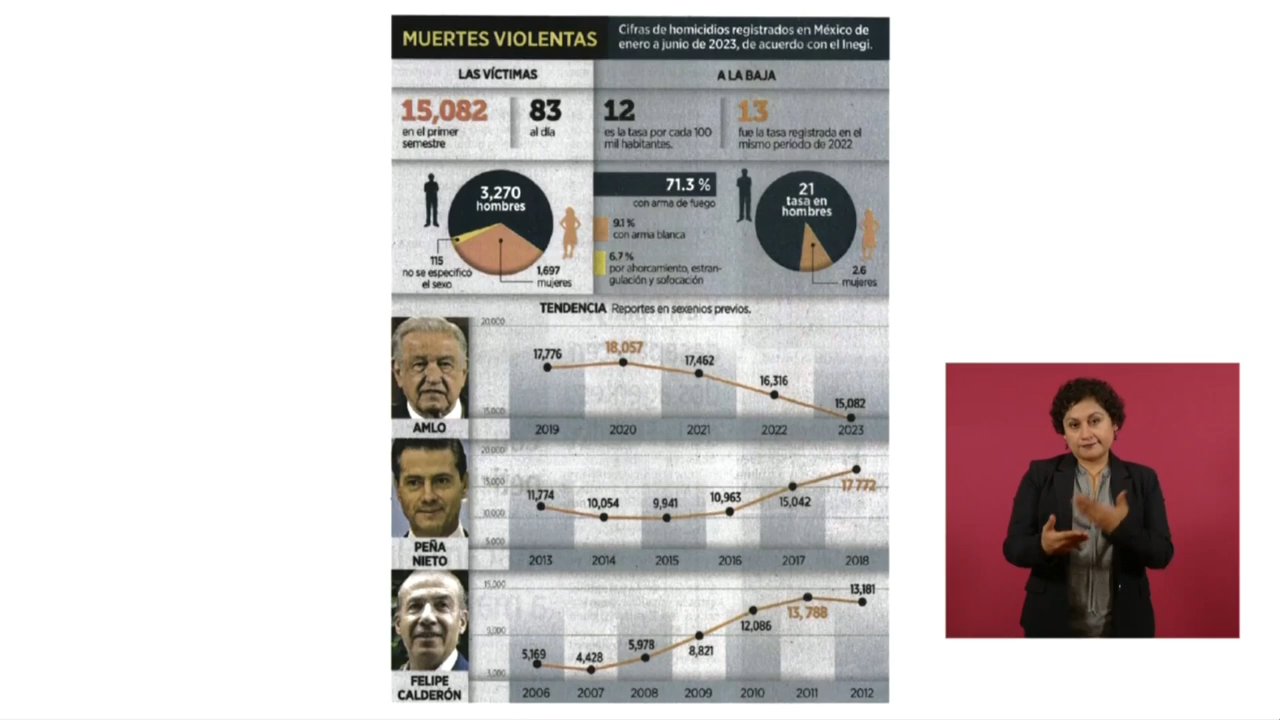 MUERTES VIOLENTAS
Cifras de homicidios registrados en México de
enero a junio de 2023, de acuerdo con el Inegi.
LAS VÍCTIMAS
15,082
en el primer
semestre
83
al día
A LA BAJA
12
es la tasa por cada 100
mil habitantes.
13
fue la tasa registrada en el
mismo periodo de 2022
3,270
hombres
115
no se especificó
el sexo
1,697
mujeres
71.3 %
con arma de fuego
9.1 %
con arma blanca
6.7 %
por ahorcamiento, estran-
gulación y sofocación
21
tasa en
hombres
2.6
mujeres
TENDENCIA Reportes en sexenios previos.
20,000
17,776
18,057
17,462
16,316
15,082
15,000
AMLO
2019 2020 2021 2022 2023
20,000
15,000
10,000
5,000
11,774
10,054
9,941
10,963
15,042
17 772
PEÑA
NIETO
2013 2014 2015 2016 2017 2018
15,000
5,169
4,428
5,978
8,821
12,086
13, 788
13,181
FELIPE
CALDERÓN
2006 2007 2008 2009 2010 2011 2012